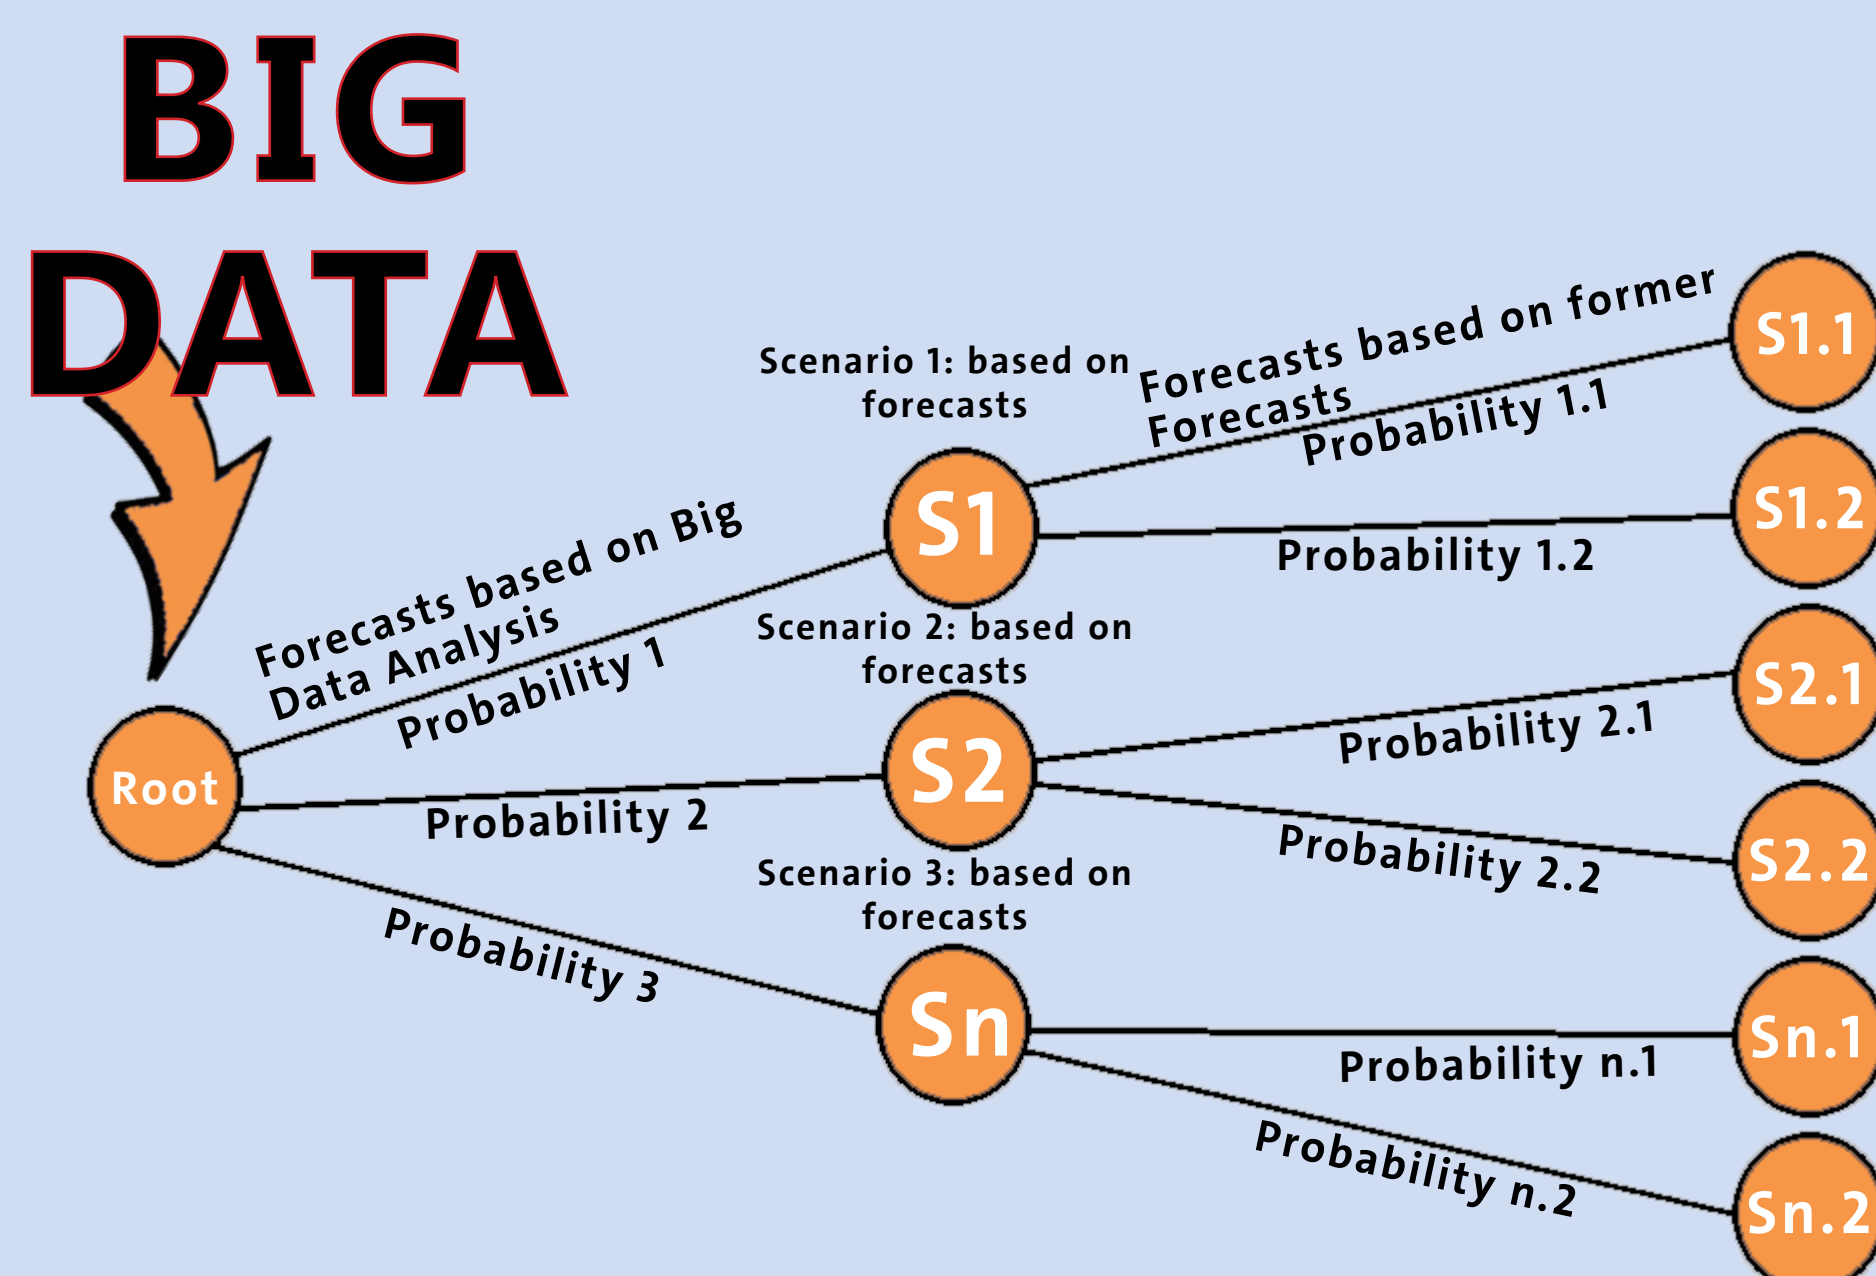 BIG
DATA
Root
Forecasts based on Big
Data Analysis
Probability 1
Probability 2
Probability 3
Scenario 1: based on
forecasts
S1
Scenario 2: based on
forecasts
S2
Scenario 3: based on
forecasts
Sn
Forecasts based on former
Forecasts
Probability 1.1
Probability 1.2
Probability 2.1
Probability 2.2
Probability n.1
Probability n.2
S1.1
S1.2
S2.1
S2.2
Sn.1
Sn.2